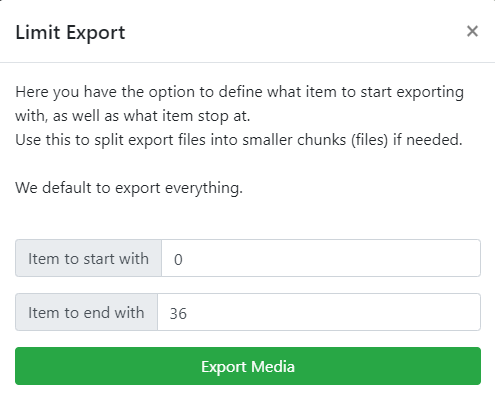 Limit Export
×
Here you have the option to define what item to start exporting
with, as well as what item stop at.
Use this to split export files into smaller chunks (files) if needed.
We default to export everything.
Item to start with 0
Item to end with 36
Export Media